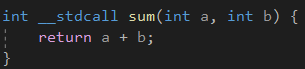 int __stdcall sum(int a, int b) {
    return a + b;
}